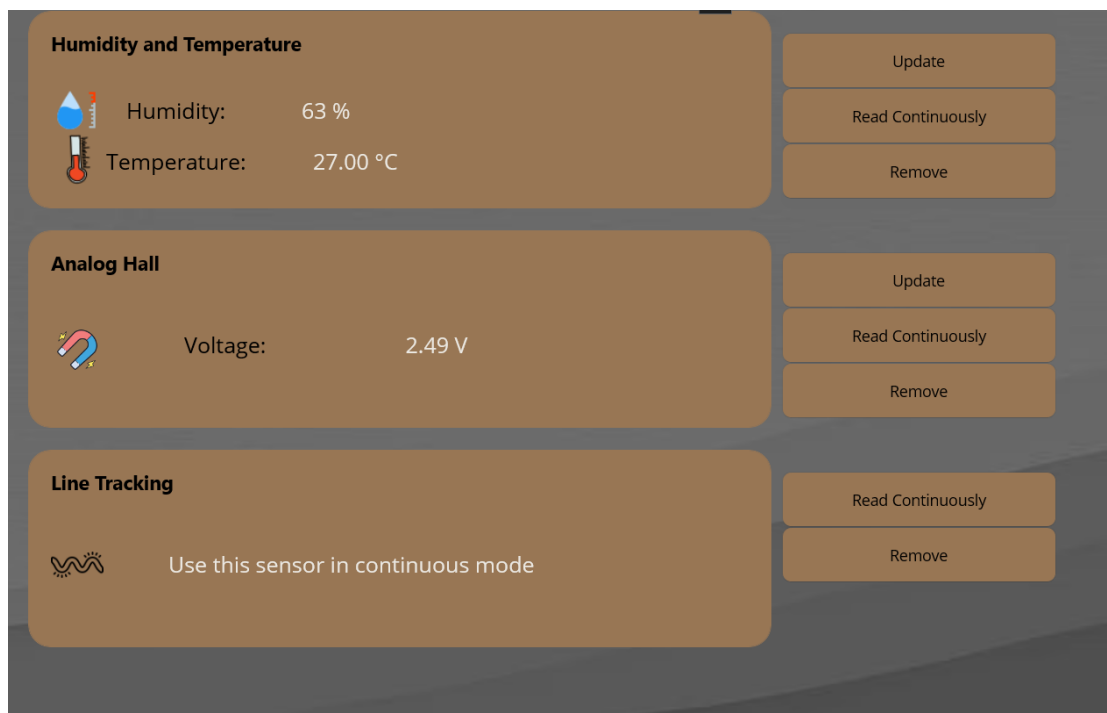 Humidity and Temperature
Humidity: 63 %
Temperature: 27.00 °C
Update
Read Continuously
Remove
Analog Hall
Voltage: 2.49 V
Update
Read Continuously
Remove
Line Tracking
Use this sensor in continuous mode
Read Continuously
Remove